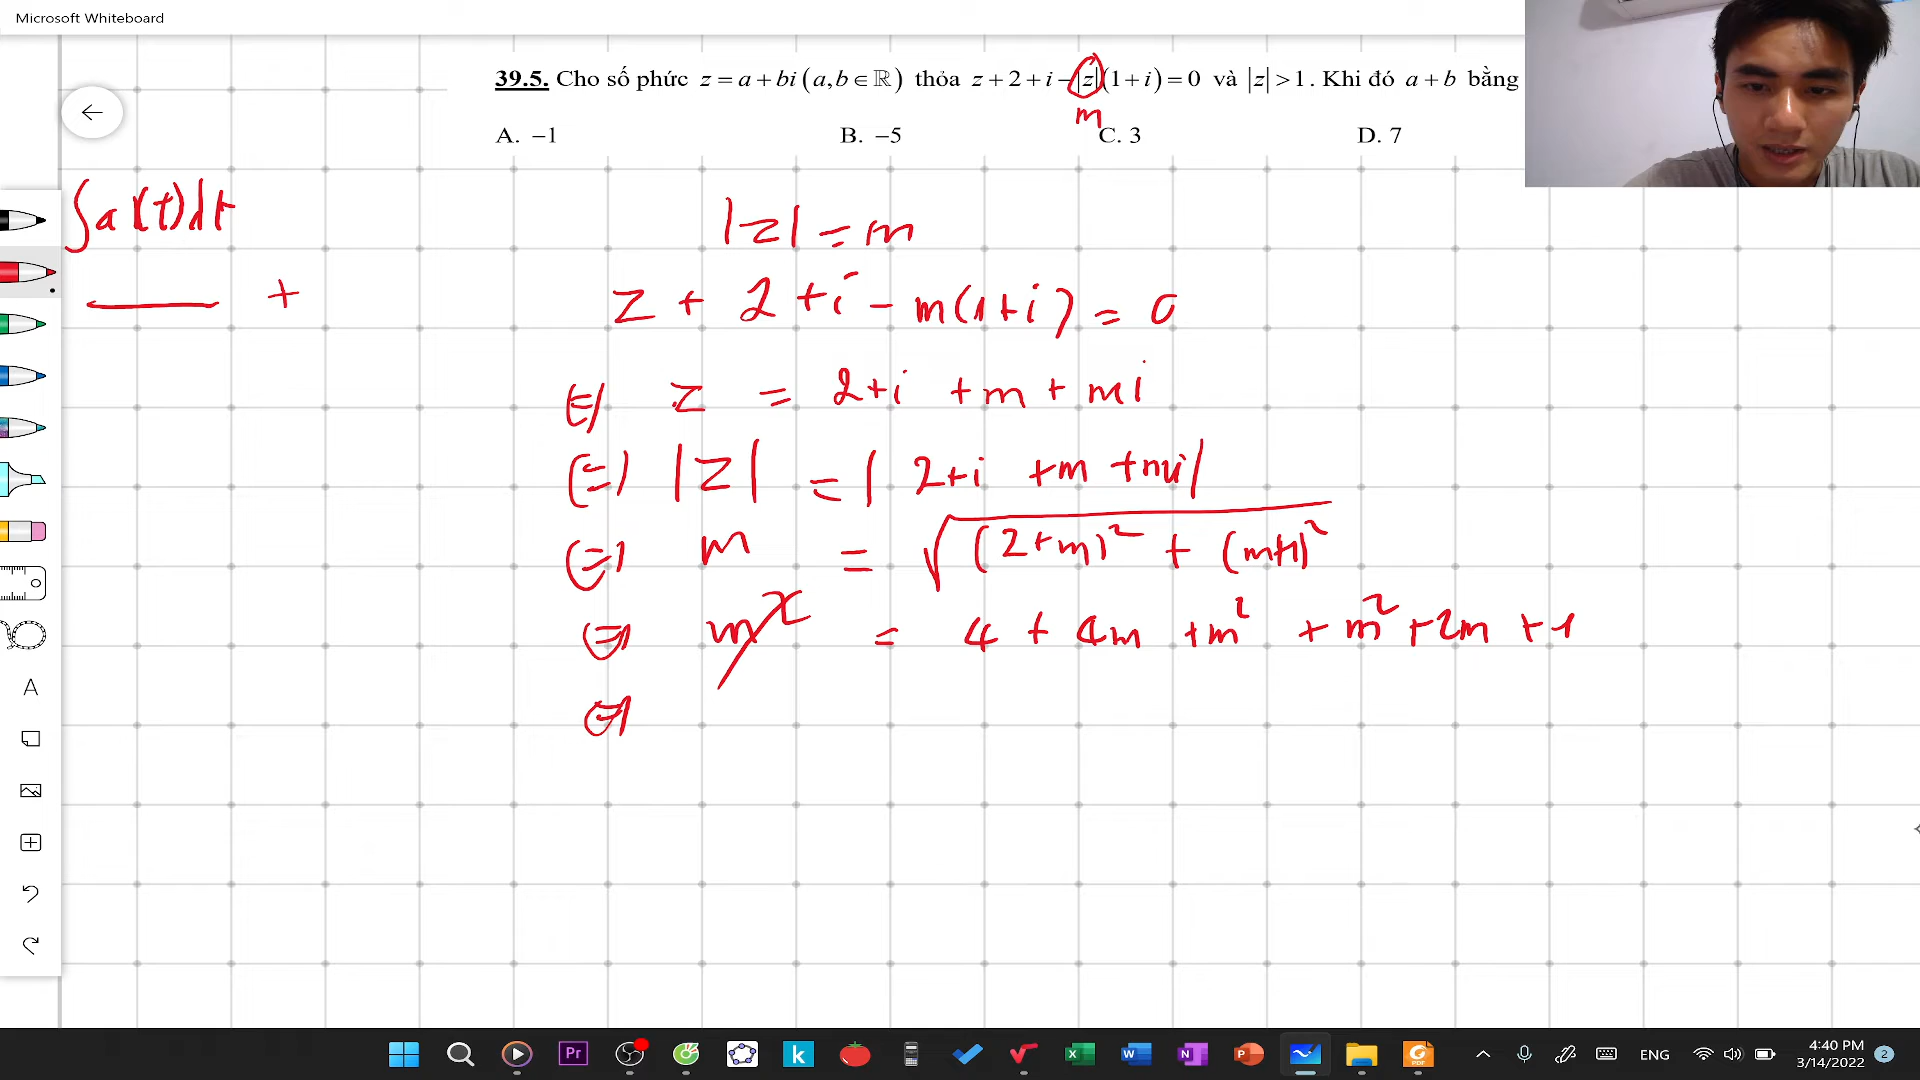 Microsoft Whiteboard
39.5. Cho số phức z = a + bi (a, b ∈ ℝ) thỏa z + 2 + i − |z|(1 + i) = 0 và |z| > 1. Khi đó a + b bằng
m
A. −1 B. −5 C. 3 D. 7
|z| = m
+
z + 2 + i − m(1+i) = 0
⇔ z = 2+i +m + mi
⇔ |z| = | 2+i +m +mi|
⇔ m = √(2+m)² + (m+1)²
⇔ m² = 4 + 4m +m² + m² +2m +1
⇔
A
Pr
k
ENG
4:40 PM
3/14/2022
2